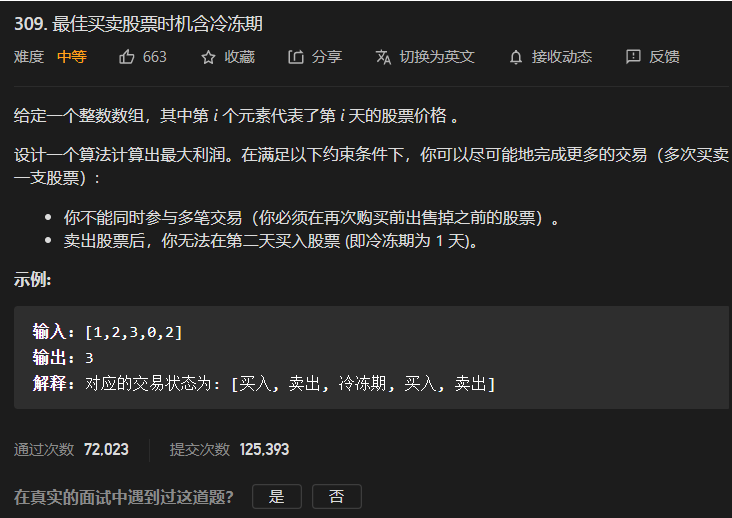 309. 最佳买卖股票时机含冷冻期
难度 中等 663 收藏 分享 切换为英文 接收动态 反馈
给定一个整数数组，其中第 i 个元素代表了第 i 天的股票价格 。
设计一个算法计算出最大利润。在满足以下约束条件下，你可以尽可能地完成更多的交易（多次买卖
一支股票）:
• 你不能同时参与多笔交易（你必须在再次购买前出售掉之前的股票）。
• 卖出股票后，你无法在第二天买入股票 (即冷冻期为 1 天)。
示例:
输入: [1,2,3,0,2]
输出: 3
解释: 对应的交易状态为: [买入, 卖出, 冷冻期, 买入, 卖出]
通过次数 72,023 提交次数 125,393
在真实的面试中遇到过这道题? 是 否